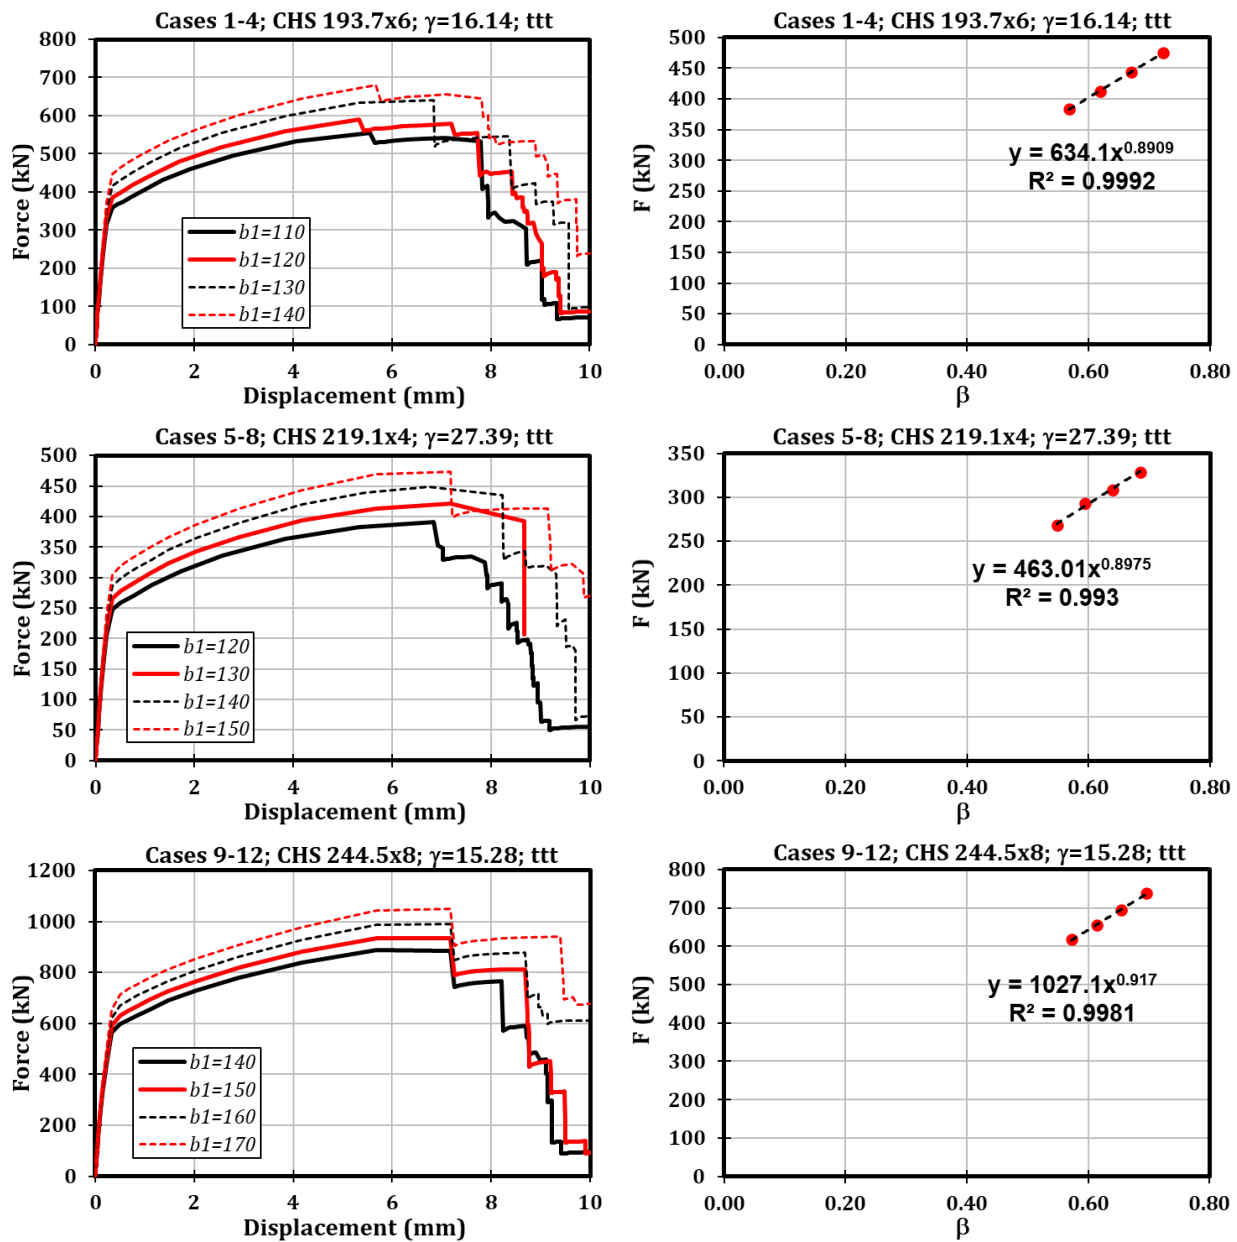 Cases 1-4; CHS 193.7x6; γ=16.14; ttt
Force (kN)
800
700
600
500
400
300
200
100
0
b1=110
b1=120
b1=130
b1=140
0 2 4 6 8 10
Displacement (mm)
Cases 1-4; CHS 193.7x6; γ=16.14; ttt
F (kN)
500
450
400
350
300
250
200
150
100
50
0
y = 634.1x^0.8909
R² = 0.9992
0.00 0.20 0.40 0.60 0.80
β
Cases 5-8; CHS 219.1x4; γ=27.39; ttt
Force (kN)
500
450
400
350
300
250
200
150
100
50
0
b1=120
b1=130
b1=140
b1=150
0 2 4 6 8 10
Displacement (mm)
Cases 5-8; CHS 219.1x4; γ=27.39; ttt
F (kN)
350
300
250
200
150
100
50
0
y = 463.01x^0.8975
R² = 0.993
0.00 0.20 0.40 0.60 0.80
β
Cases 9-12; CHS 244.5x8; γ=15.28; ttt
Force (kN)
1200
1000
800
600
400
200
0
b1=140
b1=150
b1=160
b1=170
0 2 4 6 8 10
Displacement (mm)
Cases 9-12; CHS 244.5x8; γ=15.28; ttt
F (kN)
800
700
600
500
400
300
200
100
0
y = 1027.1x^0.917
R² = 0.9981
0.00 0.20 0.40 0.60 0.80
β